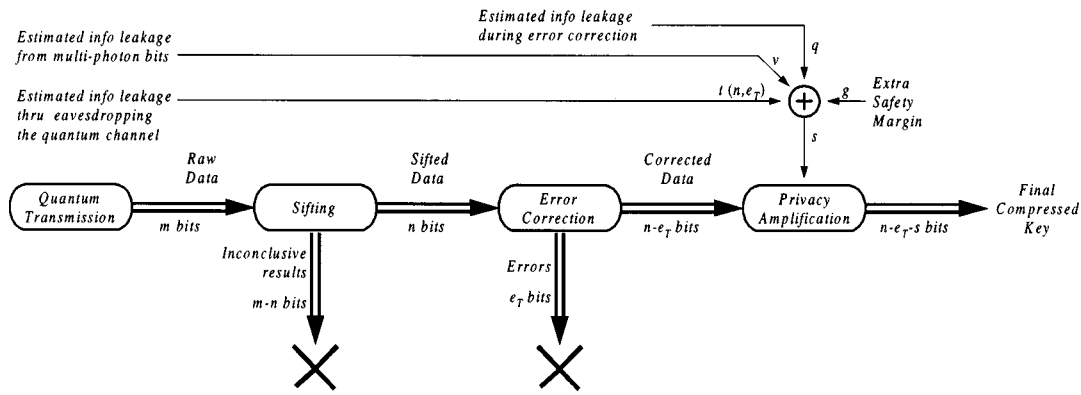 Estimated info leakage
during error correction
Estimated info leakage
from multi-photon bits
v
q
Estimated info leakage
thru eavesdropping
the quantum channel
t (n,e_T)
+
g
Extra
Safety
Margin
s
Raw
Data
Sifted
Data
Corrected
Data
Quantum
Transmission
Sifting
Error
Correction
Privacy
Amplification
Final
Compressed
Key
m bits
n bits
n-e_T bits
n-e_T-s bits
Inconclusive
results
m-n bits
Errors
e_T bits